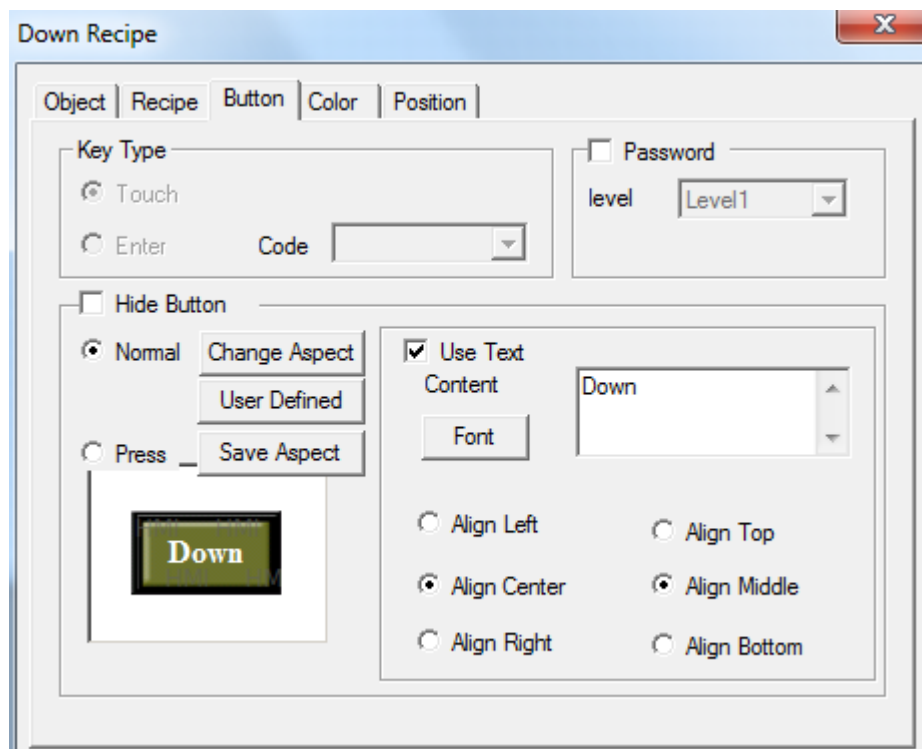 Down Recipe
Object Recipe Button Color Position
Key Type
Password
Touch
level Level1
Enter Code
Hide Button
Normal Change Aspect
Use Text
Content
Down
User Defined
Font
Press Save Aspect
Down
Align Left Align Top
Align Center Align Middle
Align Right Align Bottom